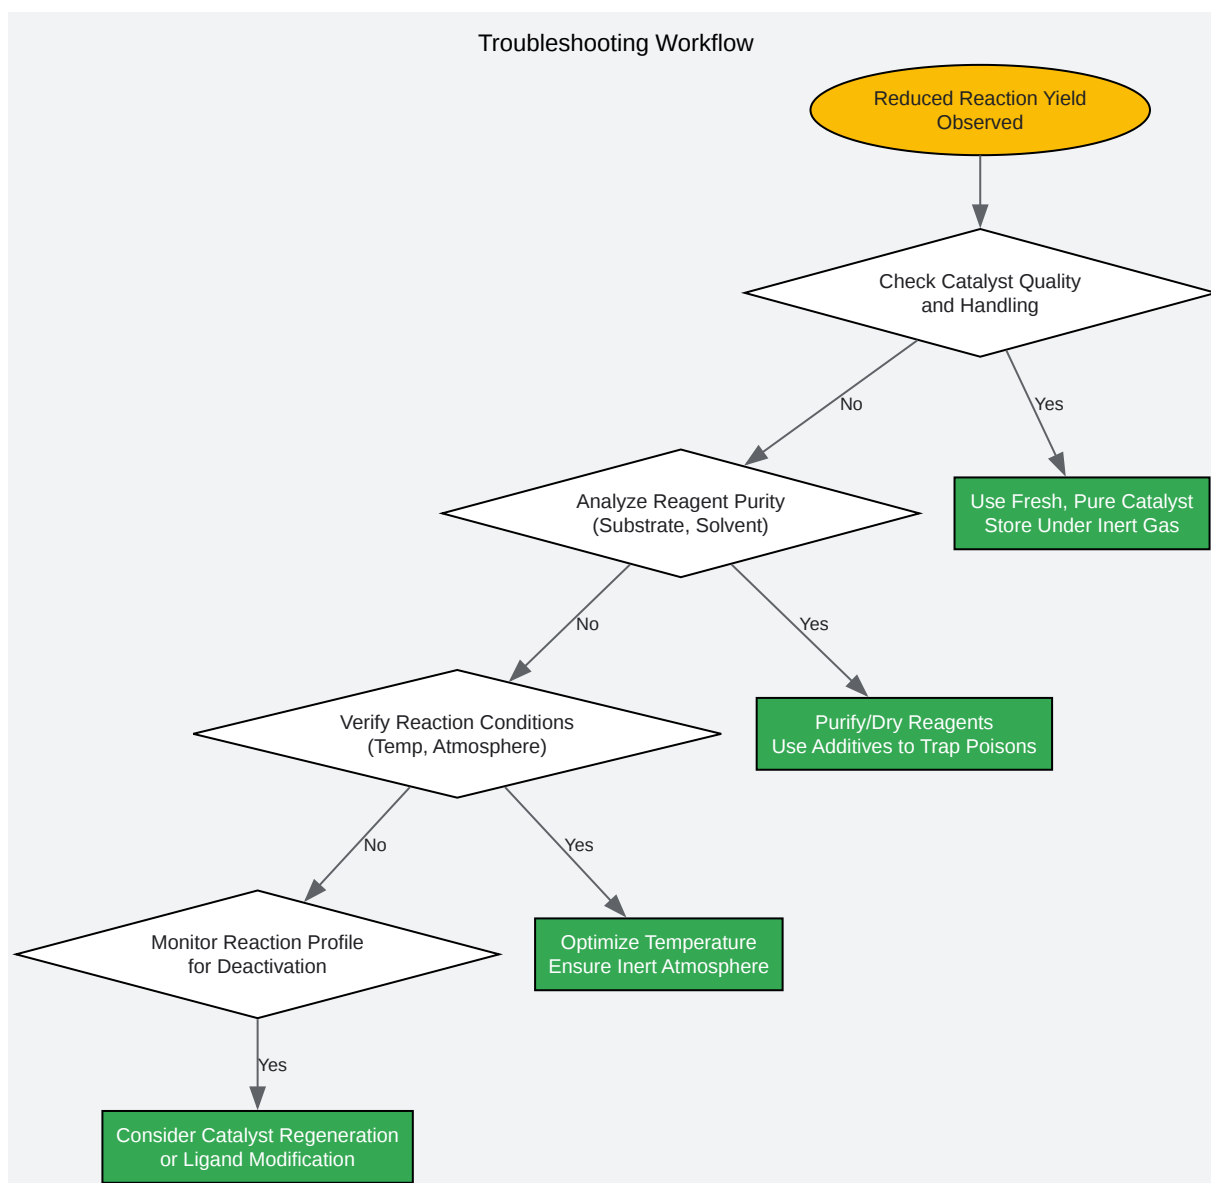 Troubleshooting Workflow
Reduced Reaction Yield
Observed
Check Catalyst Quality
and Handling
No
Yes
Analyze Reagent Purity
(Substrate, Solvent)
Use Fresh, Pure Catalyst
Store Under Inert Gas
No
Yes
Verify Reaction Conditions
(Temp, Atmosphere)
Purify/Dry Reagents
Use Additives to Trap Poisons
No
Yes
Monitor Reaction Profile
for Deactivation
Optimize Temperature
Ensure Inert Atmosphere
Yes
Consider Catalyst Regeneration
or Ligand Modification